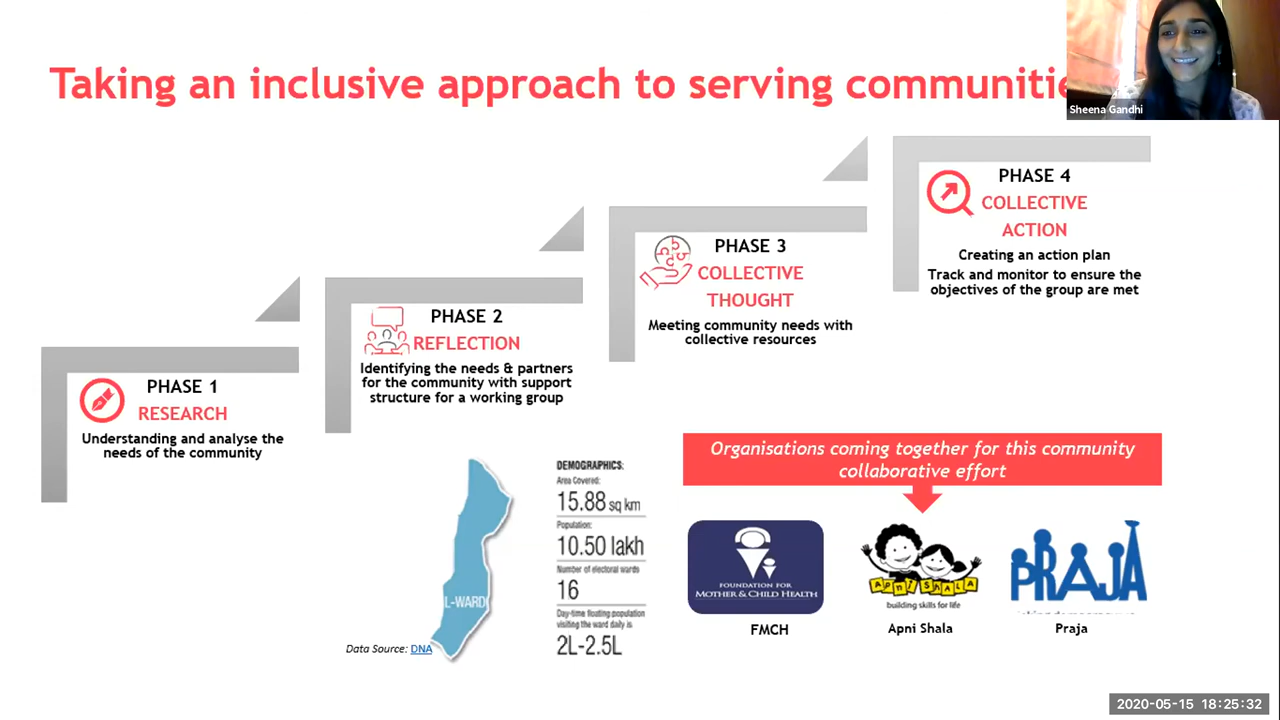 Taking an inclusive approach to serving
Sheena Gandhi
PHASE 1
RESEARCH
Understanding and analyse the
needs of the community
PHASE 2
REFLECTION
Identifying the needs & partners
for the community with support
structure for a working group
PHASE 3
COLLECTIVE
THOUGHT
Meeting community needs with
collective resources
PHASE 4
COLLECTIVE
ACTION
Creating an action plan
Track and monitor to ensure the
objectives of the group are met
L-WARD
Data Source: DNA
DEMOGRAPHICS:
Area Covered:
15.88 sq km
Population:
10.50 lakh
Number of electoral wards
16
Day-time floating population
visiting the ward daily is
2L-2.5L
Organisations coming together for this community
collaborative effort
FOUNDATION FOR
MOTHER & CHILD HEALTH
FMCH
APNI SHALA
building skills for life
Apni Shala
PRAJA
Praja
2020-05-15 18:25:32